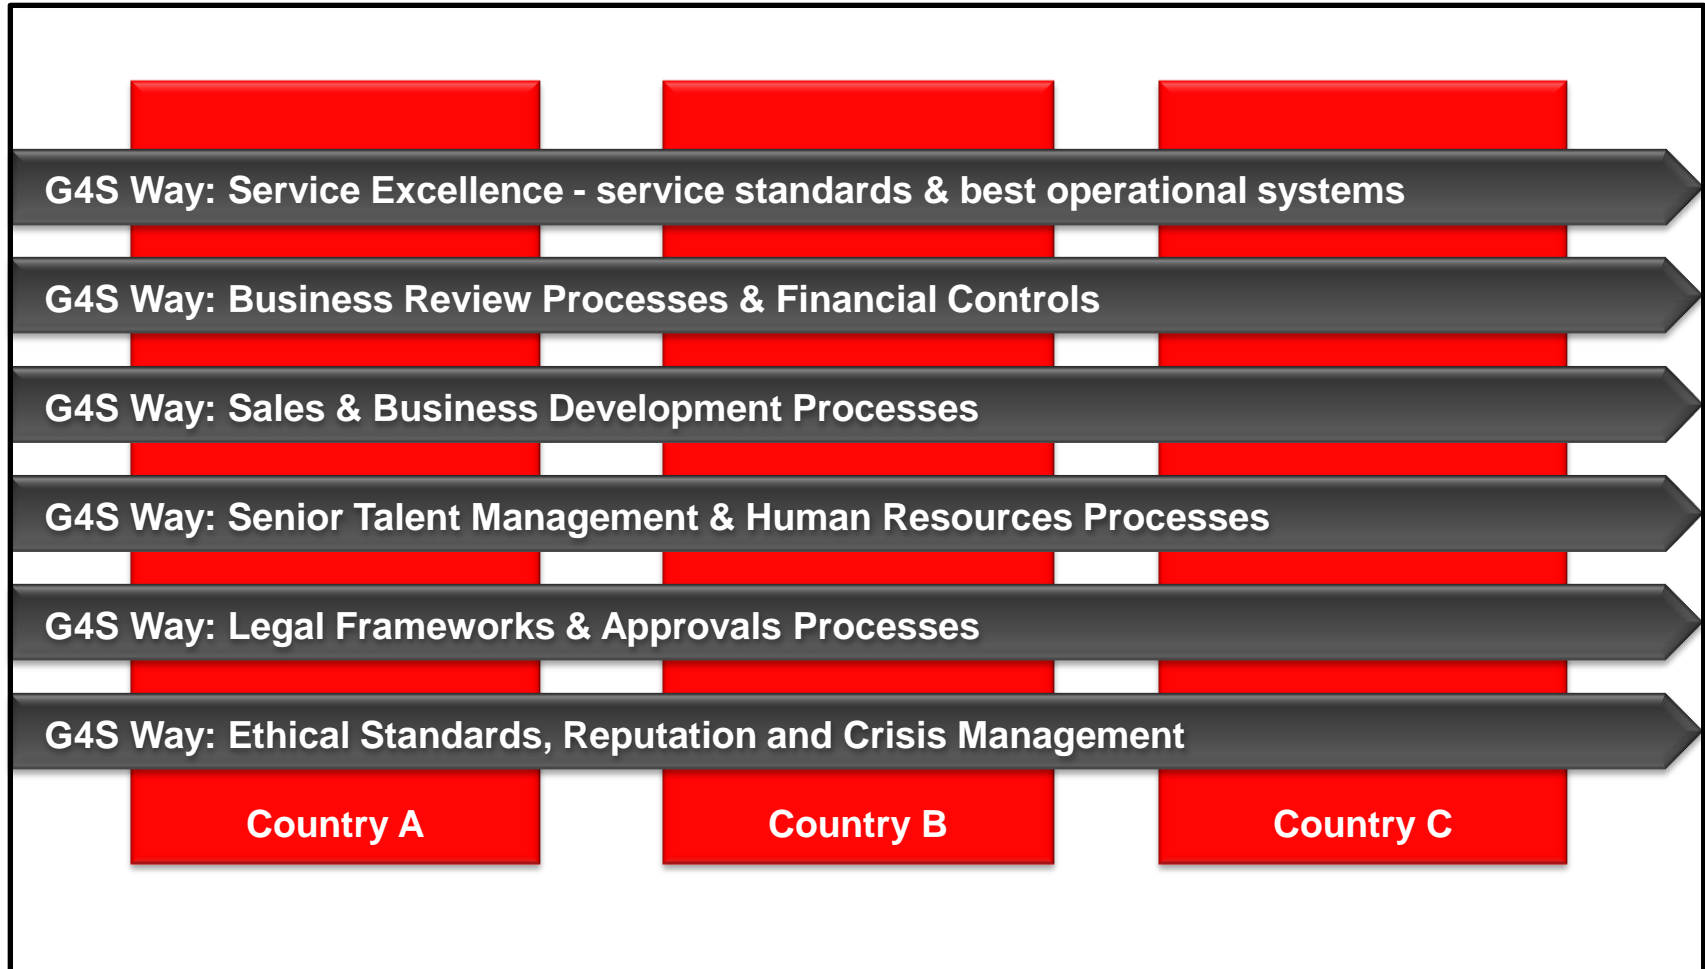 G4S Way: Service Excellence - service standards & best operational systems
G4S Way: Business Review Processes & Financial Controls
G4S Way: Sales & Business Development Processes
G4S Way: Senior Talent Management & Human Resources Processes
G4S Way: Legal Frameworks & Approvals Processes
G4S Way: Ethical Standards, Reputation and Crisis Management
Country A
Country B
Country C